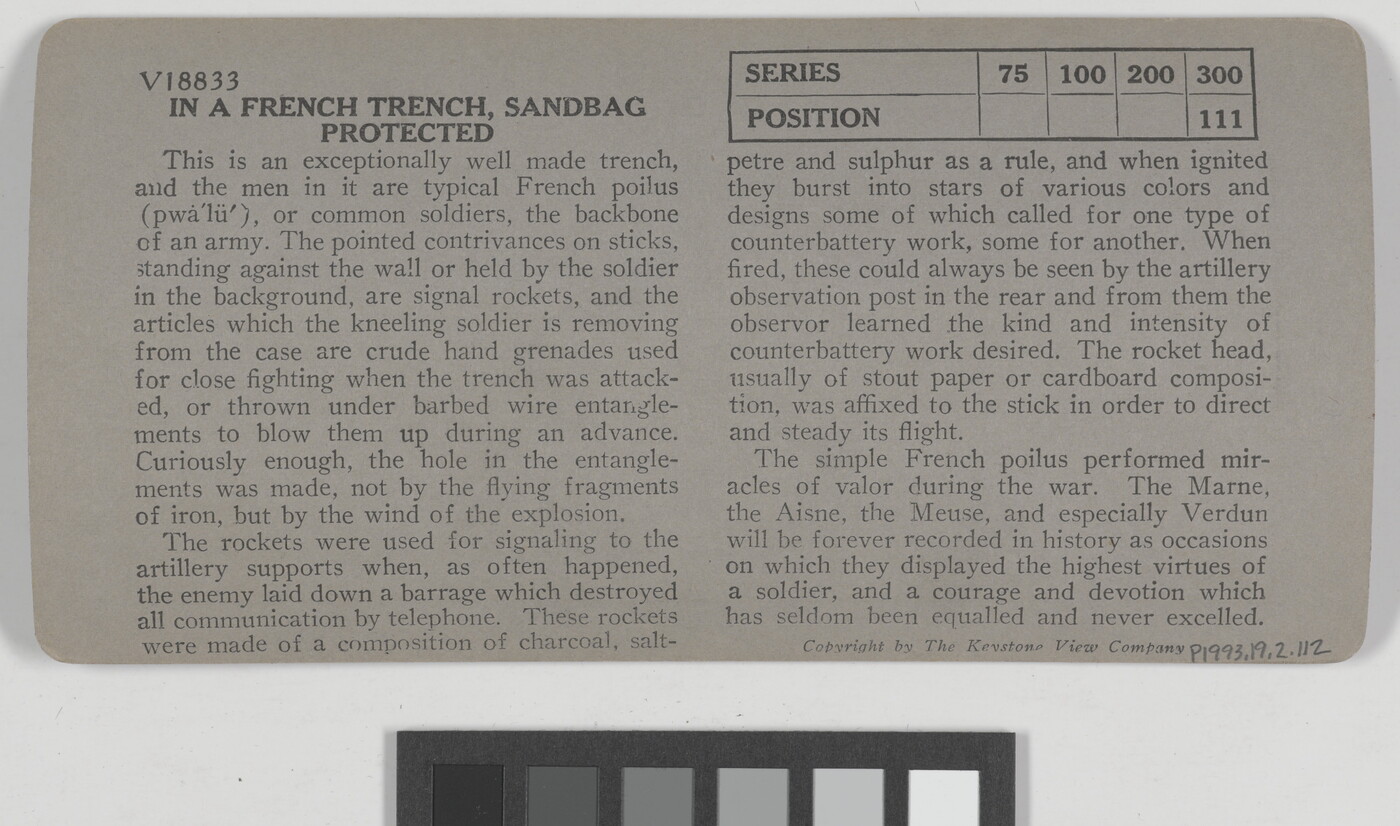 V18833
IN A FRENCH TRENCH, SANDBAG
PROTECTED
This is an exceptionally well made trench,
and the men in it are typical French poilus
(pwȧ′lü′), or common soldiers, the backbone
of an army. The pointed contrivances on sticks,
standing against the wall or held by the soldier
in the background, are signal rockets, and the
articles which the kneeling soldier is removing
from the case are crude hand grenades used
for close fighting when the trench was attack-
ed, or thrown under barbed wire entangle-
ments to blow them up during an advance.
Curiously enough, the hole in the entangle-
ments was made, not by the flying fragments
of iron, but by the wind of the explosion.
The rockets were used for signaling to the
artillery supports when, as often happened,
the enemy laid down a barrage which destroyed
all communication by telephone. These rockets
were made of a composition of charcoal, salt-
SERIES 75 100 200 300
POSITION 111
petre and sulphur as a rule, and when ignited
they burst into stars of various colors and
designs some of which called for one type of
counterbattery work, some for another. When
fired, these could always be seen by the artillery
observation post in the rear and from them the
observor learned the kind and intensity of
counterbattery work desired. The rocket head,
usually of stout paper or cardboard composi-
tion, was affixed to the stick in order to direct
and steady its flight.
The simple French poilus performed mir-
acles of valor during the war. The Marne,
the Aisne, the Meuse, and especially Verdun
will be forever recorded in history as occasions
on which they displayed the highest virtues of
a soldier, and a courage and devotion which
has seldom been equalled and never excelled.
Copyright by The Keystone View Company
P1993.19.2.112